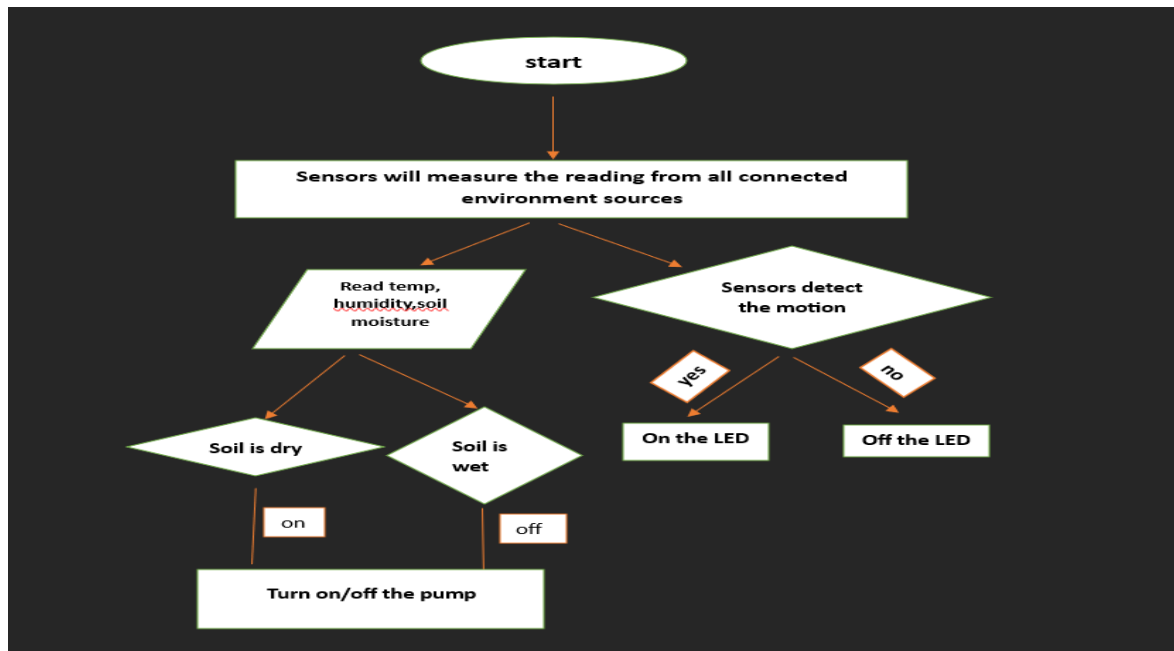 start
Sensors will measure the reading from all connected
environment sources
Read temp,
humidity,soil
moisture
Sensors detect
the motion
yes
no
On the LED
Off the LED
Soil is dry
Soil is
wet
on
off
Turn on/off the pump